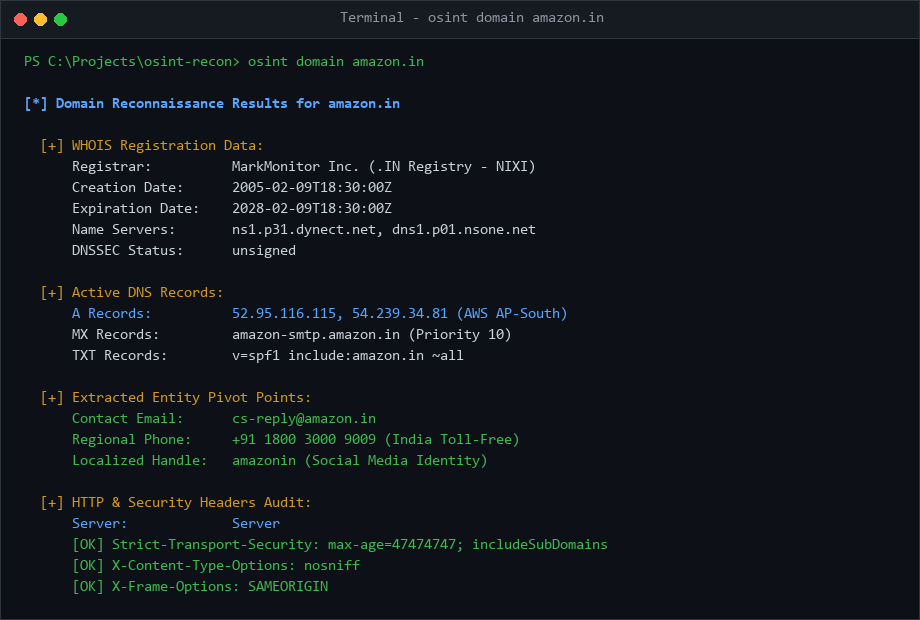 Terminal - osint domain amazon.in
PS C:\Projects\osint-recon> osint domain amazon.in
[*] Domain Reconnaissance Results for amazon.in
[+] WHOIS Registration Data:
Registrar: MarkMonitor Inc. (.IN Registry - NIXI)
Creation Date: 2005-02-09T18:30:00Z
Expiration Date: 2028-02-09T18:30:00Z
Name Servers: ns1.p31.dynect.net, dns1.p01.nsone.net
DNSSEC Status: unsigned
[+] Active DNS Records:
A Records: 52.95.116.115, 54.239.34.81 (AWS AP-South)
MX Records: amazon-smtp.amazon.in (Priority 10)
TXT Records: v=spf1 include:amazon.in ~all
[+] Extracted Entity Pivot Points:
Contact Email: cs-reply@amazon.in
Regional Phone: +91 1800 3000 9009 (India Toll-Free)
Localized Handle: amazonin (Social Media Identity)
[+] HTTP & Security Headers Audit:
Server: Server
[OK] Strict-Transport-Security: max-age=47474747; includeSubDomains
[OK] X-Content-Type-Options: nosniff
[OK] X-Frame-Options: SAMEORIGIN